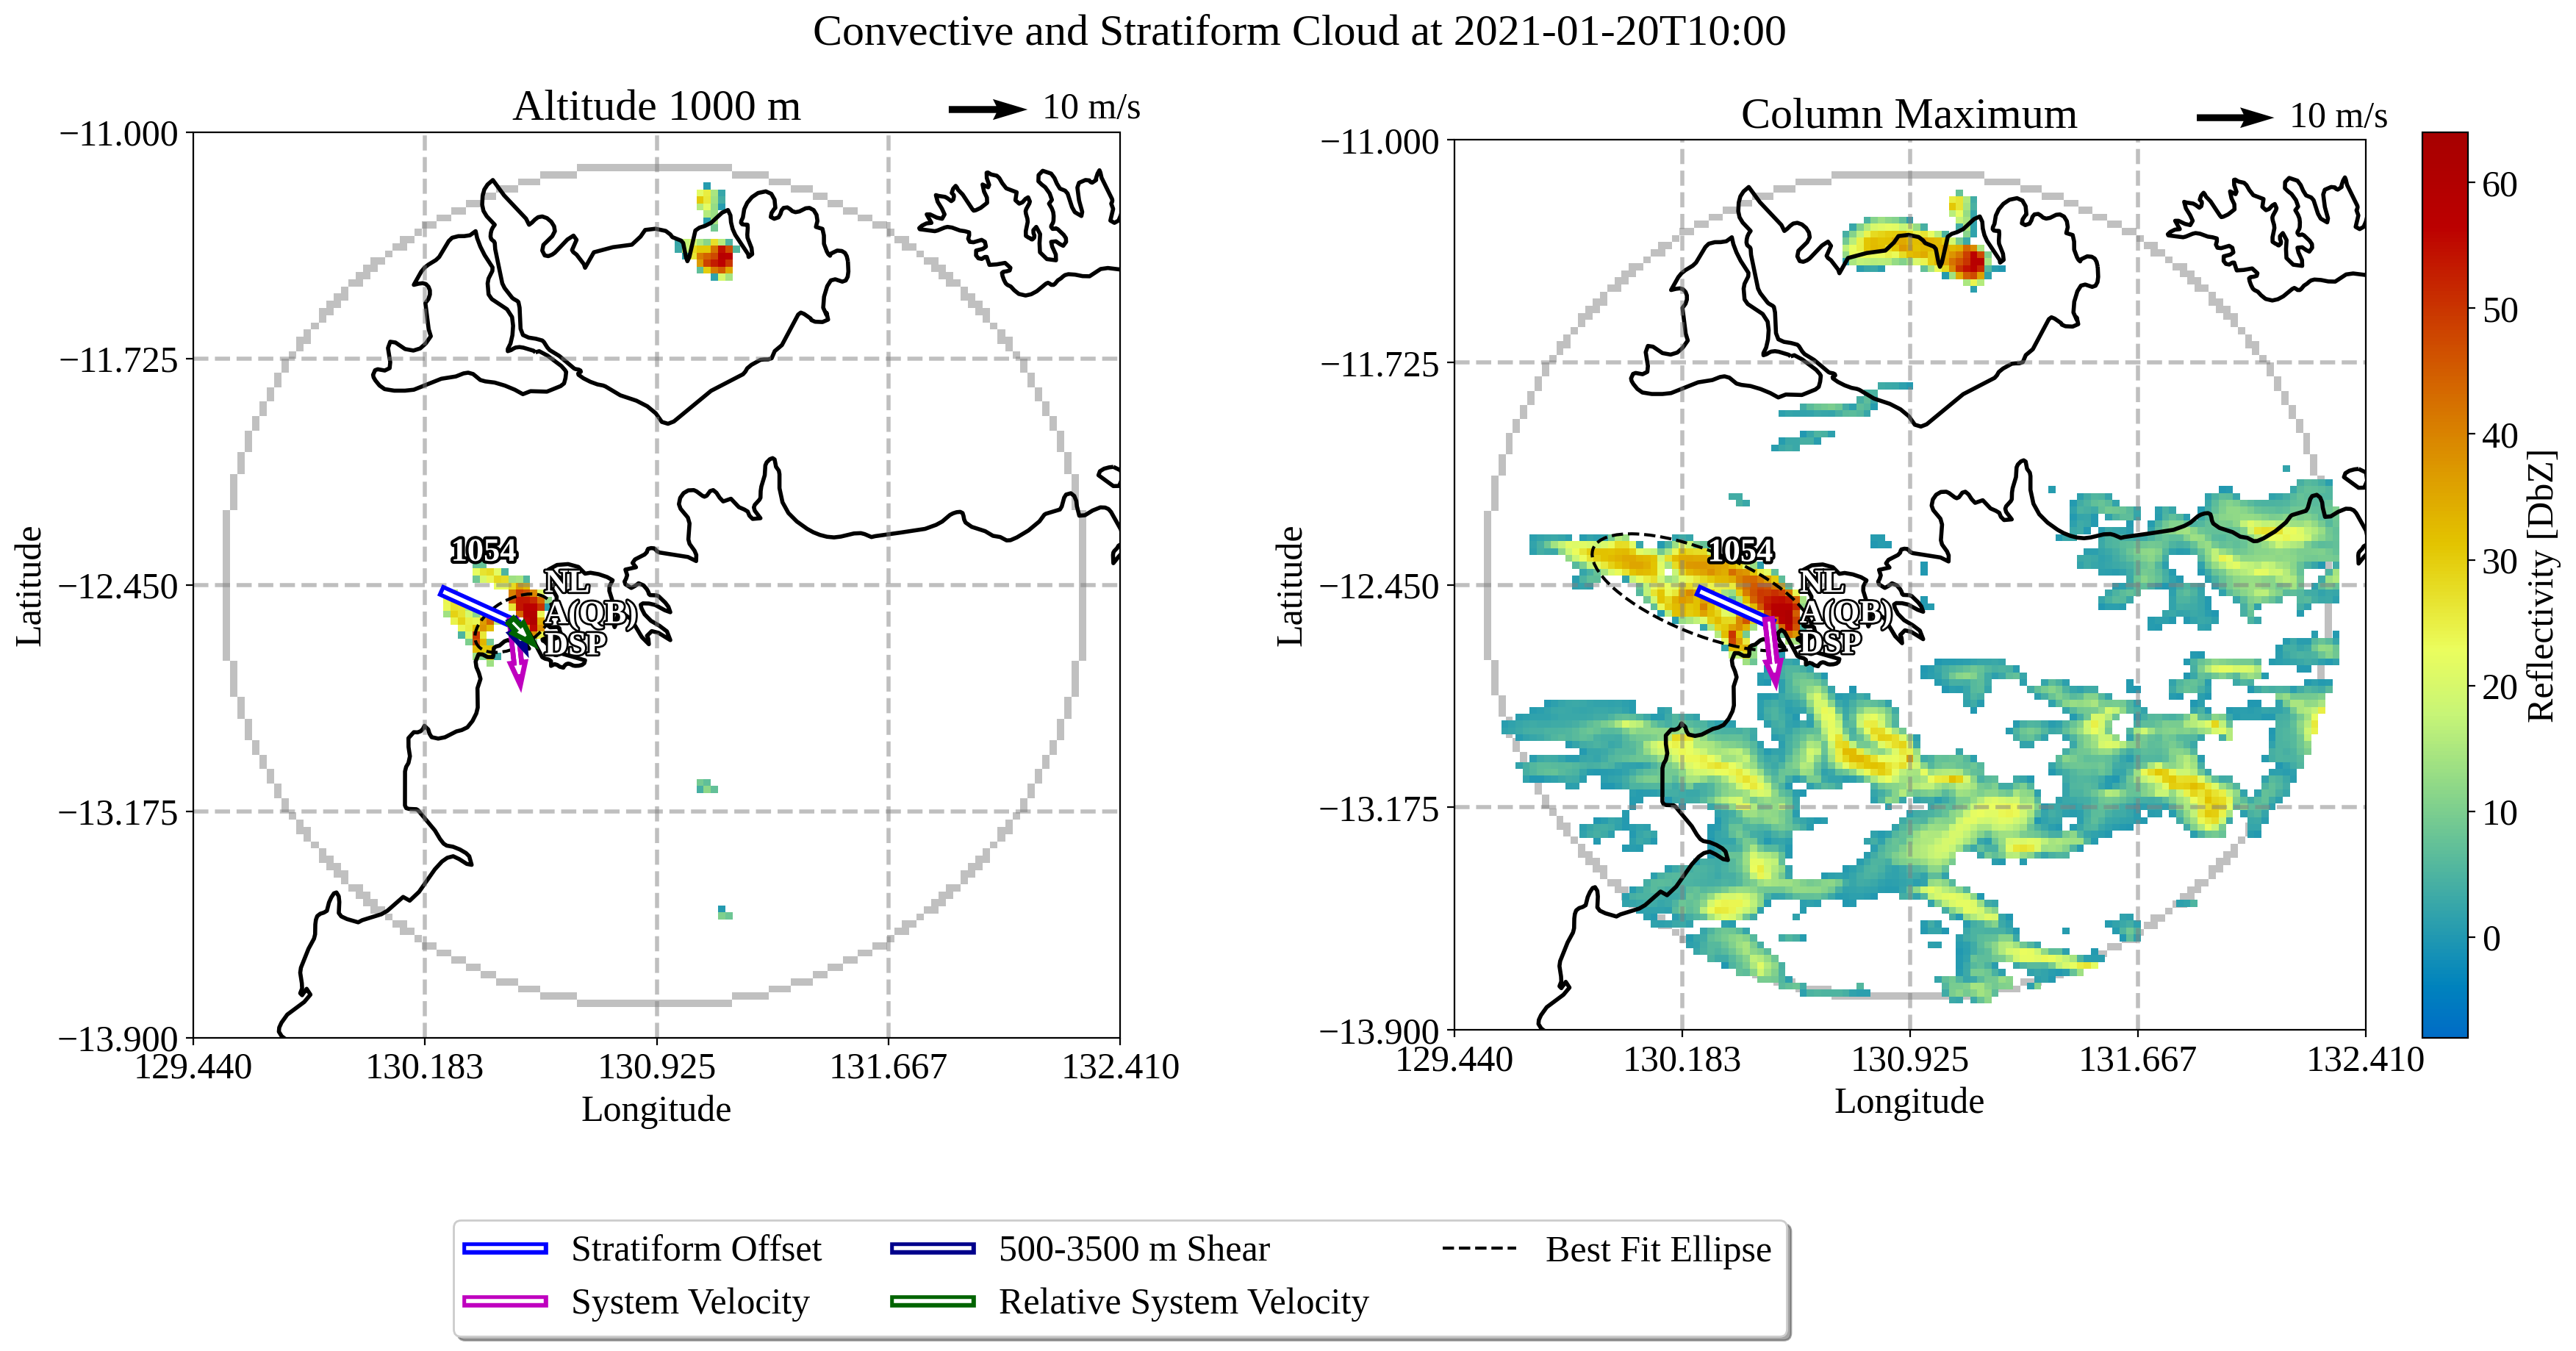 Convective and Stratiform Cloud at 2021-01-20T10:00
Altitude 1000 m
10 m/s
−11.000
−11.725
−12.450
−13.175
−13.900
129.440
130.183
130.925
131.667
132.410
Latitude
Longitude
1054
NL
A(QB)
DSP
Column Maximum
10 m/s
−11.000
−11.725
−12.450
−13.175
−13.900
129.440
130.183
130.925
131.667
132.410
Latitude
Longitude
1054
NL
A(QB)
DSP
60
50
40
30
20
10
0
Reflectivity [DbZ]
Stratiform Offset
System Velocity
500-3500 m Shear
Relative System Velocity
Best Fit Ellipse